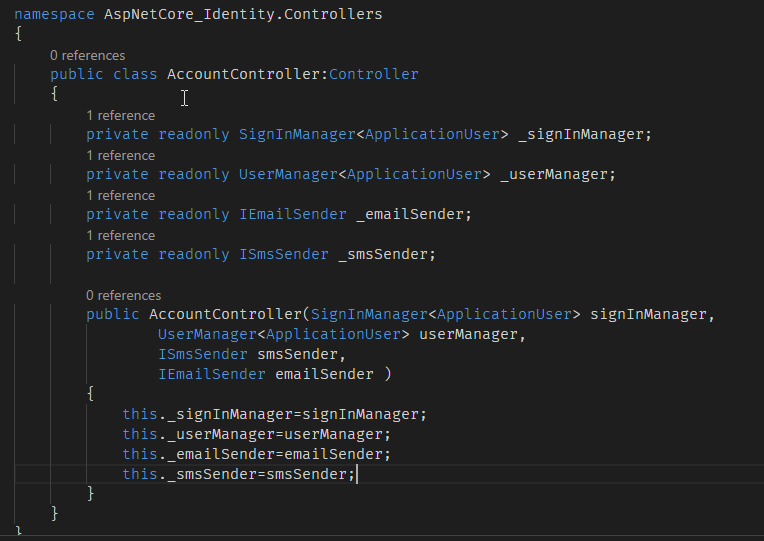 namespace AspNetCore_Identity.Controllers
{
0 references
public class AccountController:Controller
{
1 reference
private readonly SignInManager<ApplicationUser> _signInManager;
1 reference
private readonly UserManager<ApplicationUser> _userManager;
1 reference
private readonly IEmailSender _emailSender;
1 reference
private readonly ISmsSender _smsSender;
0 references
public AccountController(SignInManager<ApplicationUser> signInManager,
UserManager<ApplicationUser> userManager,
ISmsSender smsSender,
IEmailSender emailSender )
{
this._signInManager=signInManager;
this._userManager=userManager;
this._emailSender=emailSender;
this._smsSender=smsSender;
}
}
}